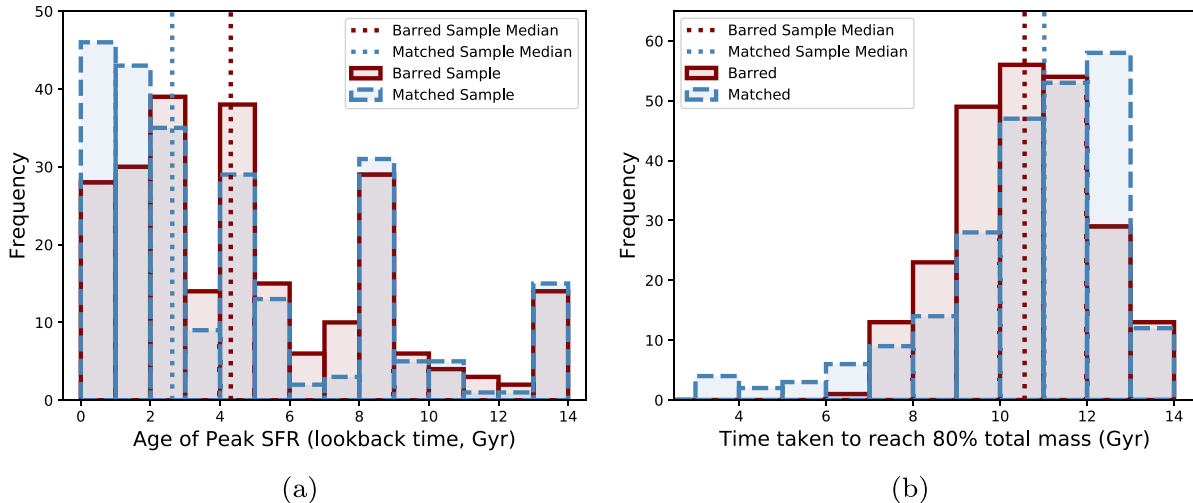 50
40
30
20
10
0
Frequency
0 2 4 6 8 10 12 14
Age of Peak SFR (lookback time, Gyr)
Barred Sample Median
Matched Sample Median
Barred Sample
Matched Sample
(a)
60
50
40
30
20
10
0
Frequency
4 6 8 10 12 14
Time taken to reach 80% total mass (Gyr)
Barred Sample Median
Matched Sample Median
Barred
Matched
(b)